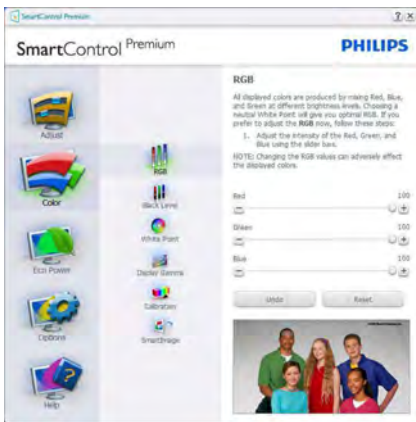 SmartControl Premium
SmartControl Premium
PHILIPS
Adjust
Color
Eco Power
Options
Help
RGB
Black Level
White Point
Display Gamma
Calibration
SmartImage
RGB
All displayed colors are produced by mixing Red, Blue,
and Green at different brightness levels. Choosing a
neutral White Point will give you optimal RGB. If you
prefer to adjust the RGB now, follow these steps:
1. Adjust the intensity of the Red, Green, and
Blue using the slider bars.
NOTE: Changing the RGB values can adversely effect
the displayed colors.
Red 100
Green 100
Blue 100
Undo Reset